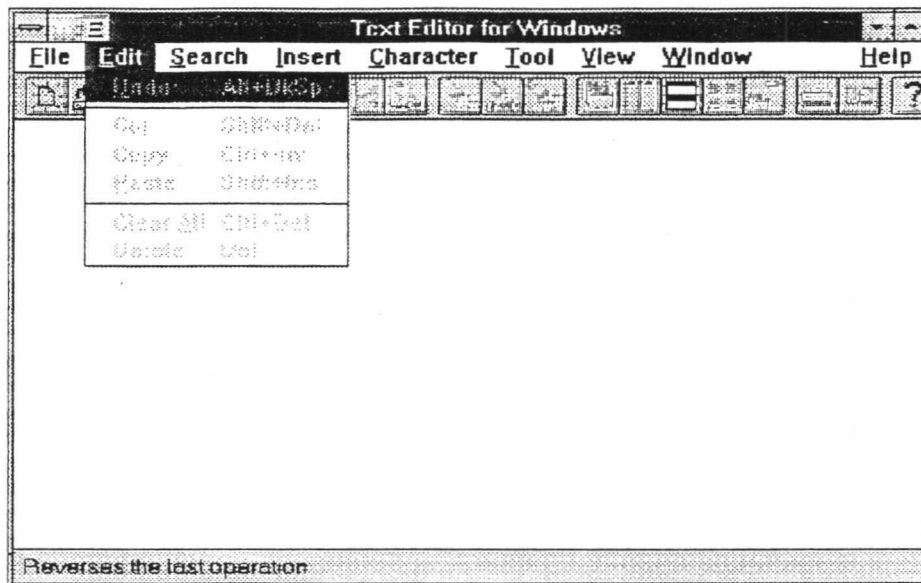 Text Editor for Windows
File Edit Search Insert Character Tool View Window Help
Undo Alt+BkSp
Cut Shift+Del
Copy Ctrl+Ins
Paste Shift+Ins
Clear All Ctrl+Del
Delete Del
?
Reverses the last operation